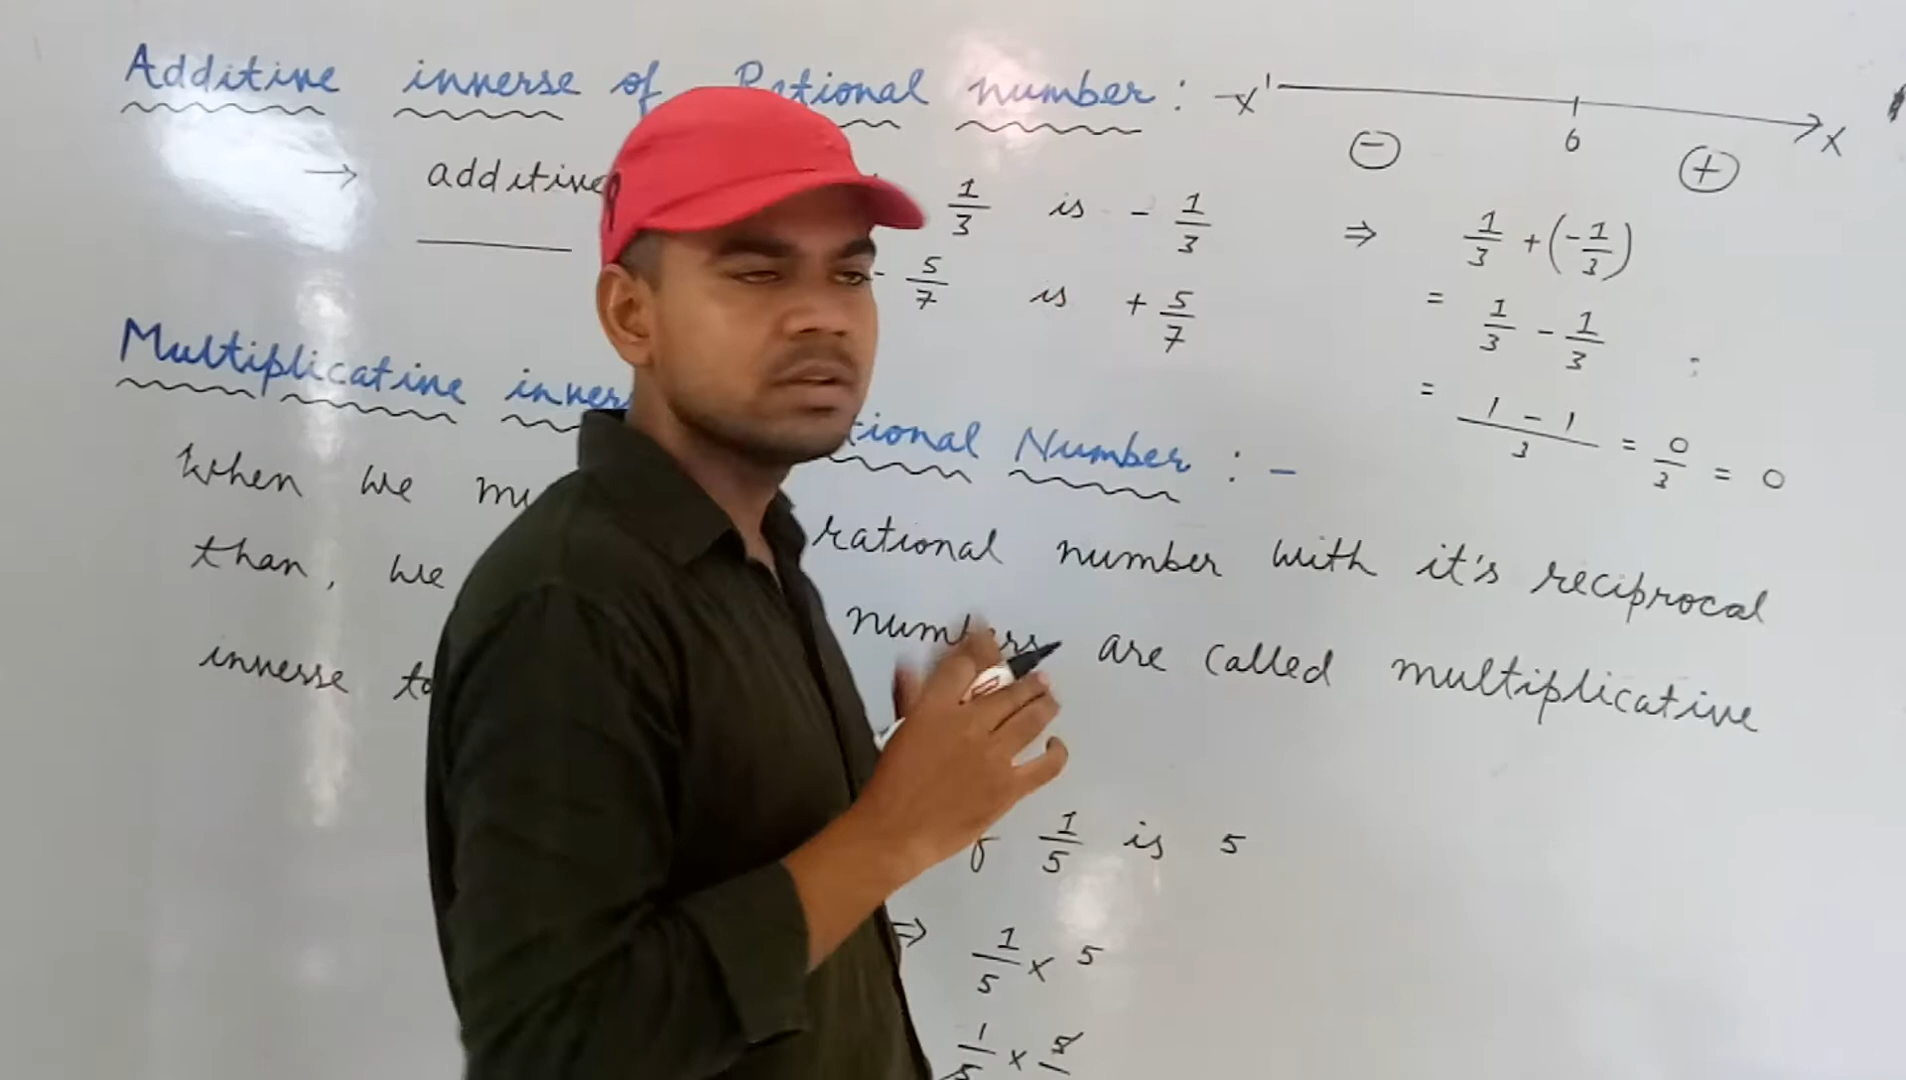 Additive inverse of Rational number : -
x' x
6
- +
→ additive 1/3 is - 1/3 ⇒ 1/3 + (-1/3)
- 5/7 is + 5/7 = 1/3 - 1/3
= 1 - 1/3 = 0/3 = 0
Multiplicative inver tional Number : -
When we mu rational number with it's reciprocal
than, we numbers are called multiplicative
inverse to
f 1/5 is 5
⇒ 1/5 x 5
1/5 x 5